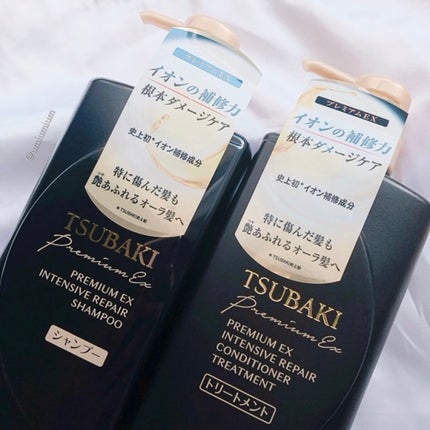 プレミアムEX
イオンの補修力
根本ダメージケア
史上初*イオン補修成分
特に傷んだ髪も
艶あふれるオーラ髪へ
*TSUBAKI史上初
TSUBAKI
Premium Ex
PREMIUM EX
INTENSIVE REPAIR
SHAMPOO
シャンプー
プレミアムEX
イオンの補修力
根本ダメージケア
史上初*イオン補修成分
特に傷んだ髪も
艶あふれるオーラ髪へ
*TSUBAKI史上初
TSUBAKI
Premium Ex
PREMIUM EX
INTENSIVE REPAIR
CONDITIONER
TREATMENT
トリートメント